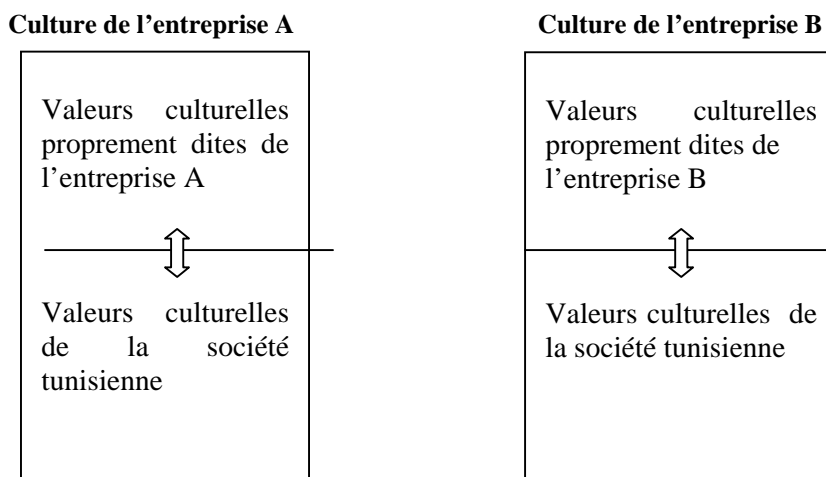 Culture de l’entreprise A
Valeurs culturelles
proprement dites de
l’entreprise A
Valeurs culturelles
de la société
tunisienne
Culture de l’entreprise B
Valeurs culturelles
proprement dites de
l’entreprise B
Valeurs culturelles de
la société tunisienne